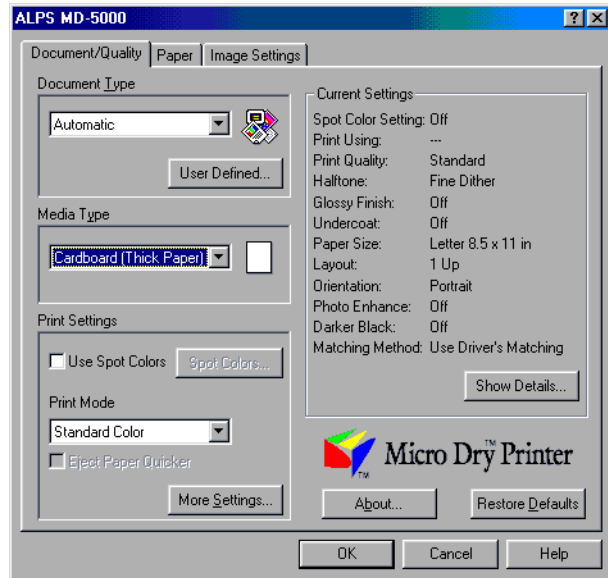 ALPS MD-5000
Document/Quality Paper Image Settings
Document Type
Automatic
User Defined...
Media Type
Cardboard (Thick Paper)
Print Settings
Use Spot Colors Spot Colors...
Print Mode
Standard Color
Eject Paper Quicker
More Settings...
Current Settings
Spot Color Setting: Off
Print Using: ---
Print Quality: Standard
Halftone: Fine Dither
Glossy Finish: Off
Undercoat: Off
Paper Size: Letter 8.5 x 11 in
Layout: 1 Up
Orientation: Portrait
Photo Enhance: Off
Darker Black: Off
Matching Method: Use Driver's Matching
Show Details...
TM Micro Dry™ Printer
About... Restore Defaults
OK Cancel Help